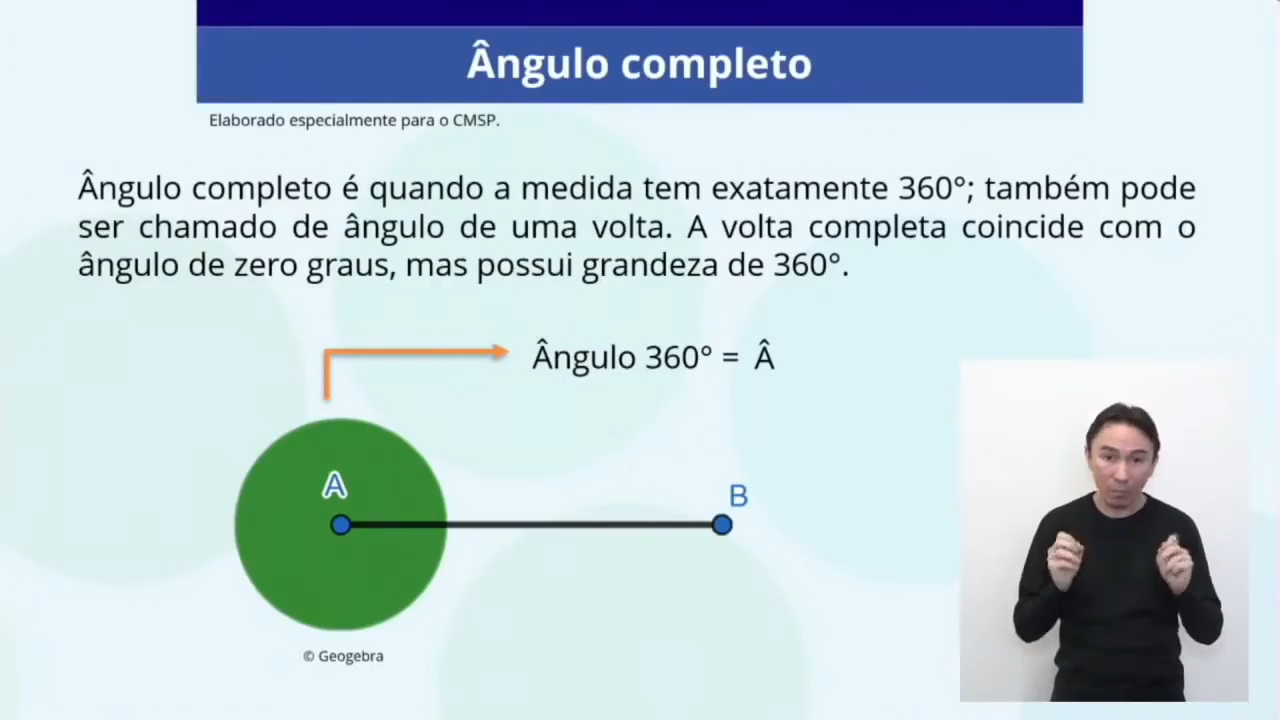 Ângulo completo
Elaborado especialmente para o CMSP.
Ângulo completo é quando a medida tem exatamente 360°; também pode
ser chamado de ângulo de uma volta. A volta completa coincide com o
ângulo de zero graus, mas possui grandeza de 360°.
Ângulo 360° = Â
A
B
© Geogebra